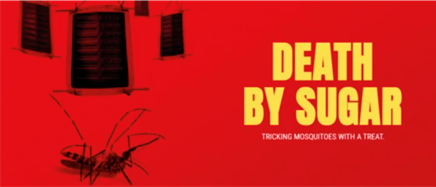 DEATH
BY SUGAR
TRICKING MOSQUITOES WITH A TREAT.